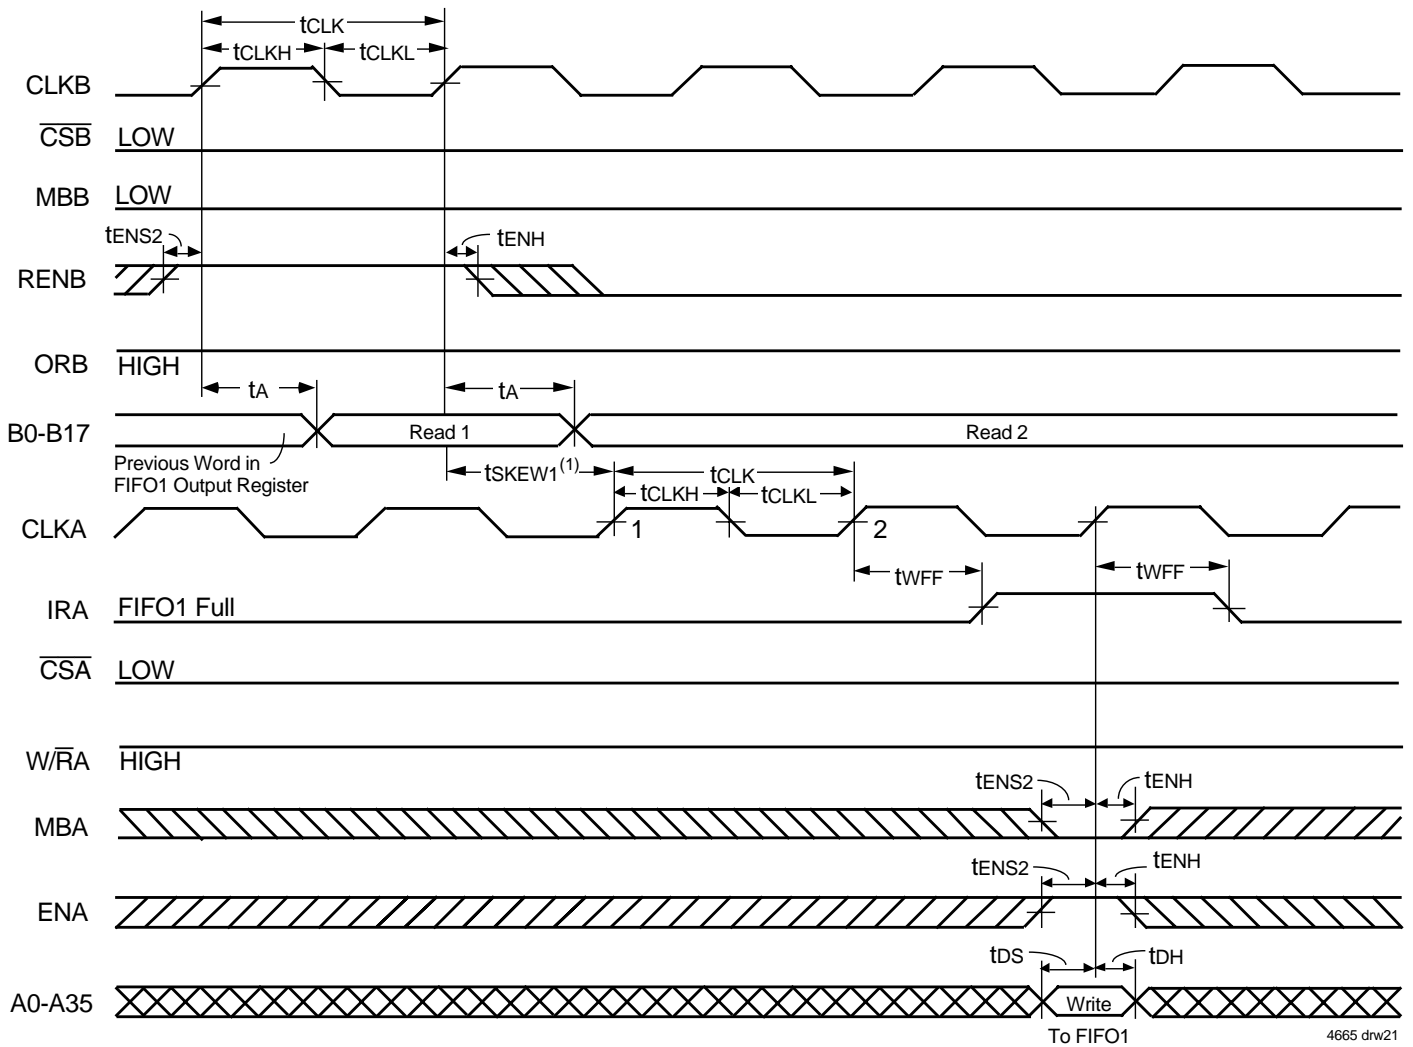 tCLK
tCLKH tCLKL
CLKB
CSB LOW
MBB LOW
tENS2 tENH
RENB
ORB HIGH
tA tA
B0-B17 Read 1 Read 2
Previous Word in
FIFO1 Output Register
tSKEW1(1) tCLK
tCLKH tCLKL
CLKA 1 2
tWFF tWFF
IRA FIFO1 Full
CSA LOW
W/RA HIGH
tENS2 tENH
MBA
tENS2 tENH
ENA
tDS tDH
A0-A35 Write
To FIFO1
4665 drw21